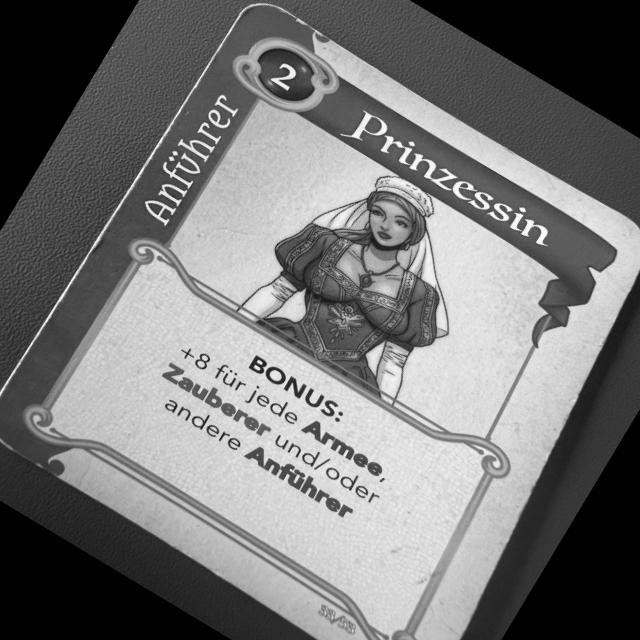 2
Prinzessin
Anführer
BONUS:
+8 für jede Armee,
Zauberer und/oder
andere Anführer